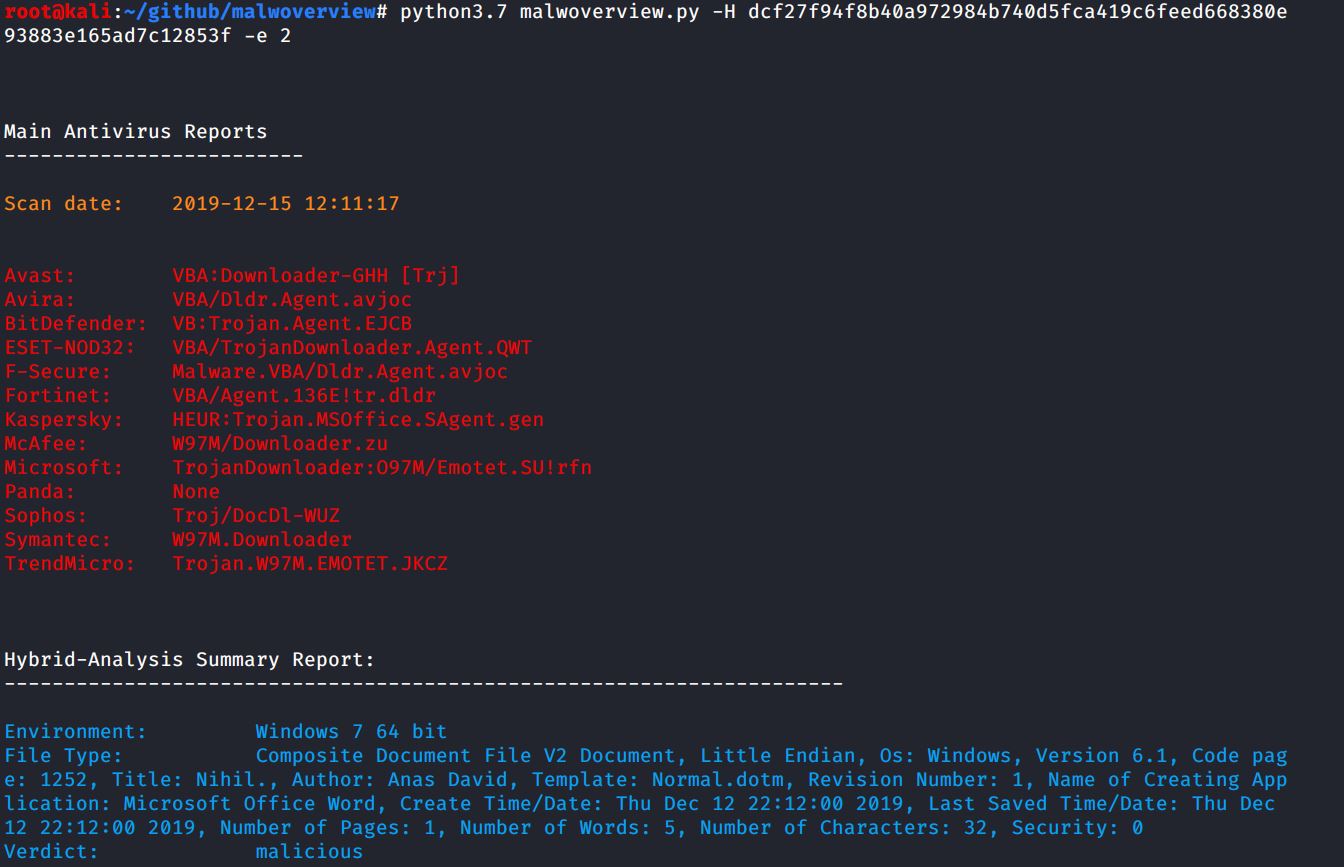 root@kali:~/github/malwoverview# python3.7 malwoverview.py -H dcf27f94f8b40a972984b740d5fca419c6feed668380e
93883e165ad7c12853f -e 2
Main Antivirus Reports
-------------------------
Scan date:    2019-12-15 12:11:17
Avast:        VBA:Downloader-GHH [Trj]
Avira:        VBA/Dldr.Agent.avjoc
BitDefender:  VB:Trojan.Agent.EJCB
ESET-NOD32:   VBA/TrojanDownloader.Agent.QWT
F-Secure:     Malware.VBA/Dldr.Agent.avjoc
Fortinet:     VBA/Agent.136E!tr.dldr
Kaspersky:    HEUR:Trojan.MSOffice.SAgent.gen
McAfee:       W97M/Downloader.zu
Microsoft:    TrojanDownloader:O97M/Emotet.SU!rfn
Panda:        None
Sophos:       Troj/DocDl-WUZ
Symantec:     W97M.Downloader
TrendMicro:   Trojan.W97M.EMOTET.JKCZ
Hybrid-Analysis Summary Report:
----------------------------------------------------------------------
Environment:         Windows 7 64 bit
File Type:           Composite Document File V2 Document, Little Endian, Os: Windows, Version 6.1, Code pag
e: 1252, Title: Nihil., Author: Anas David, Template: Normal.dotm, Revision Number: 1, Name of Creating App
lication: Microsoft Office Word, Create Time/Date: Thu Dec 12 22:12:00 2019, Last Saved Time/Date: Thu Dec
12 22:12:00 2019, Number of Pages: 1, Number of Words: 5, Number of Characters: 32, Security: 0
Verdict:             malicious